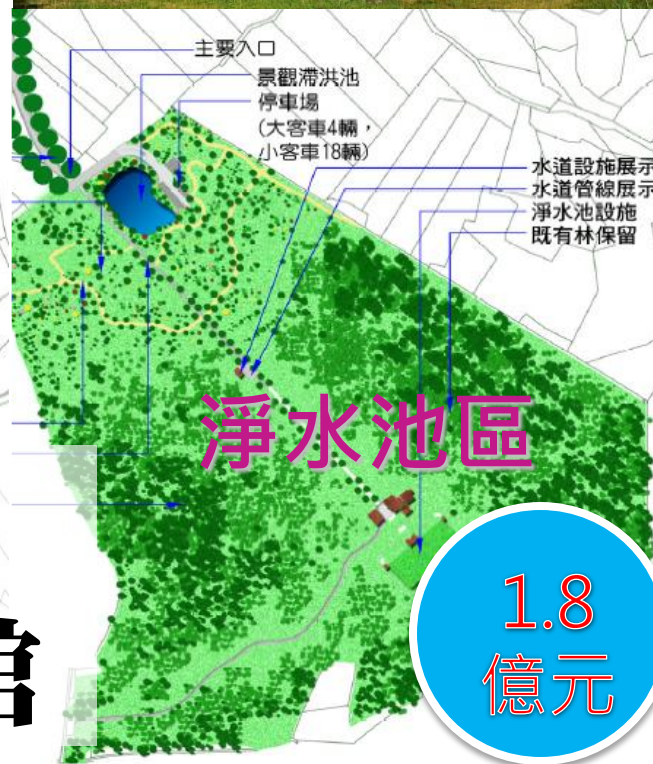 主要入口
景觀滯洪池
停車場
(大客車4輛，
小客車18輛)
水道設施展示
水道管線展示
淨水池設施
既有林保留
淨水池區
1.8
億元
館